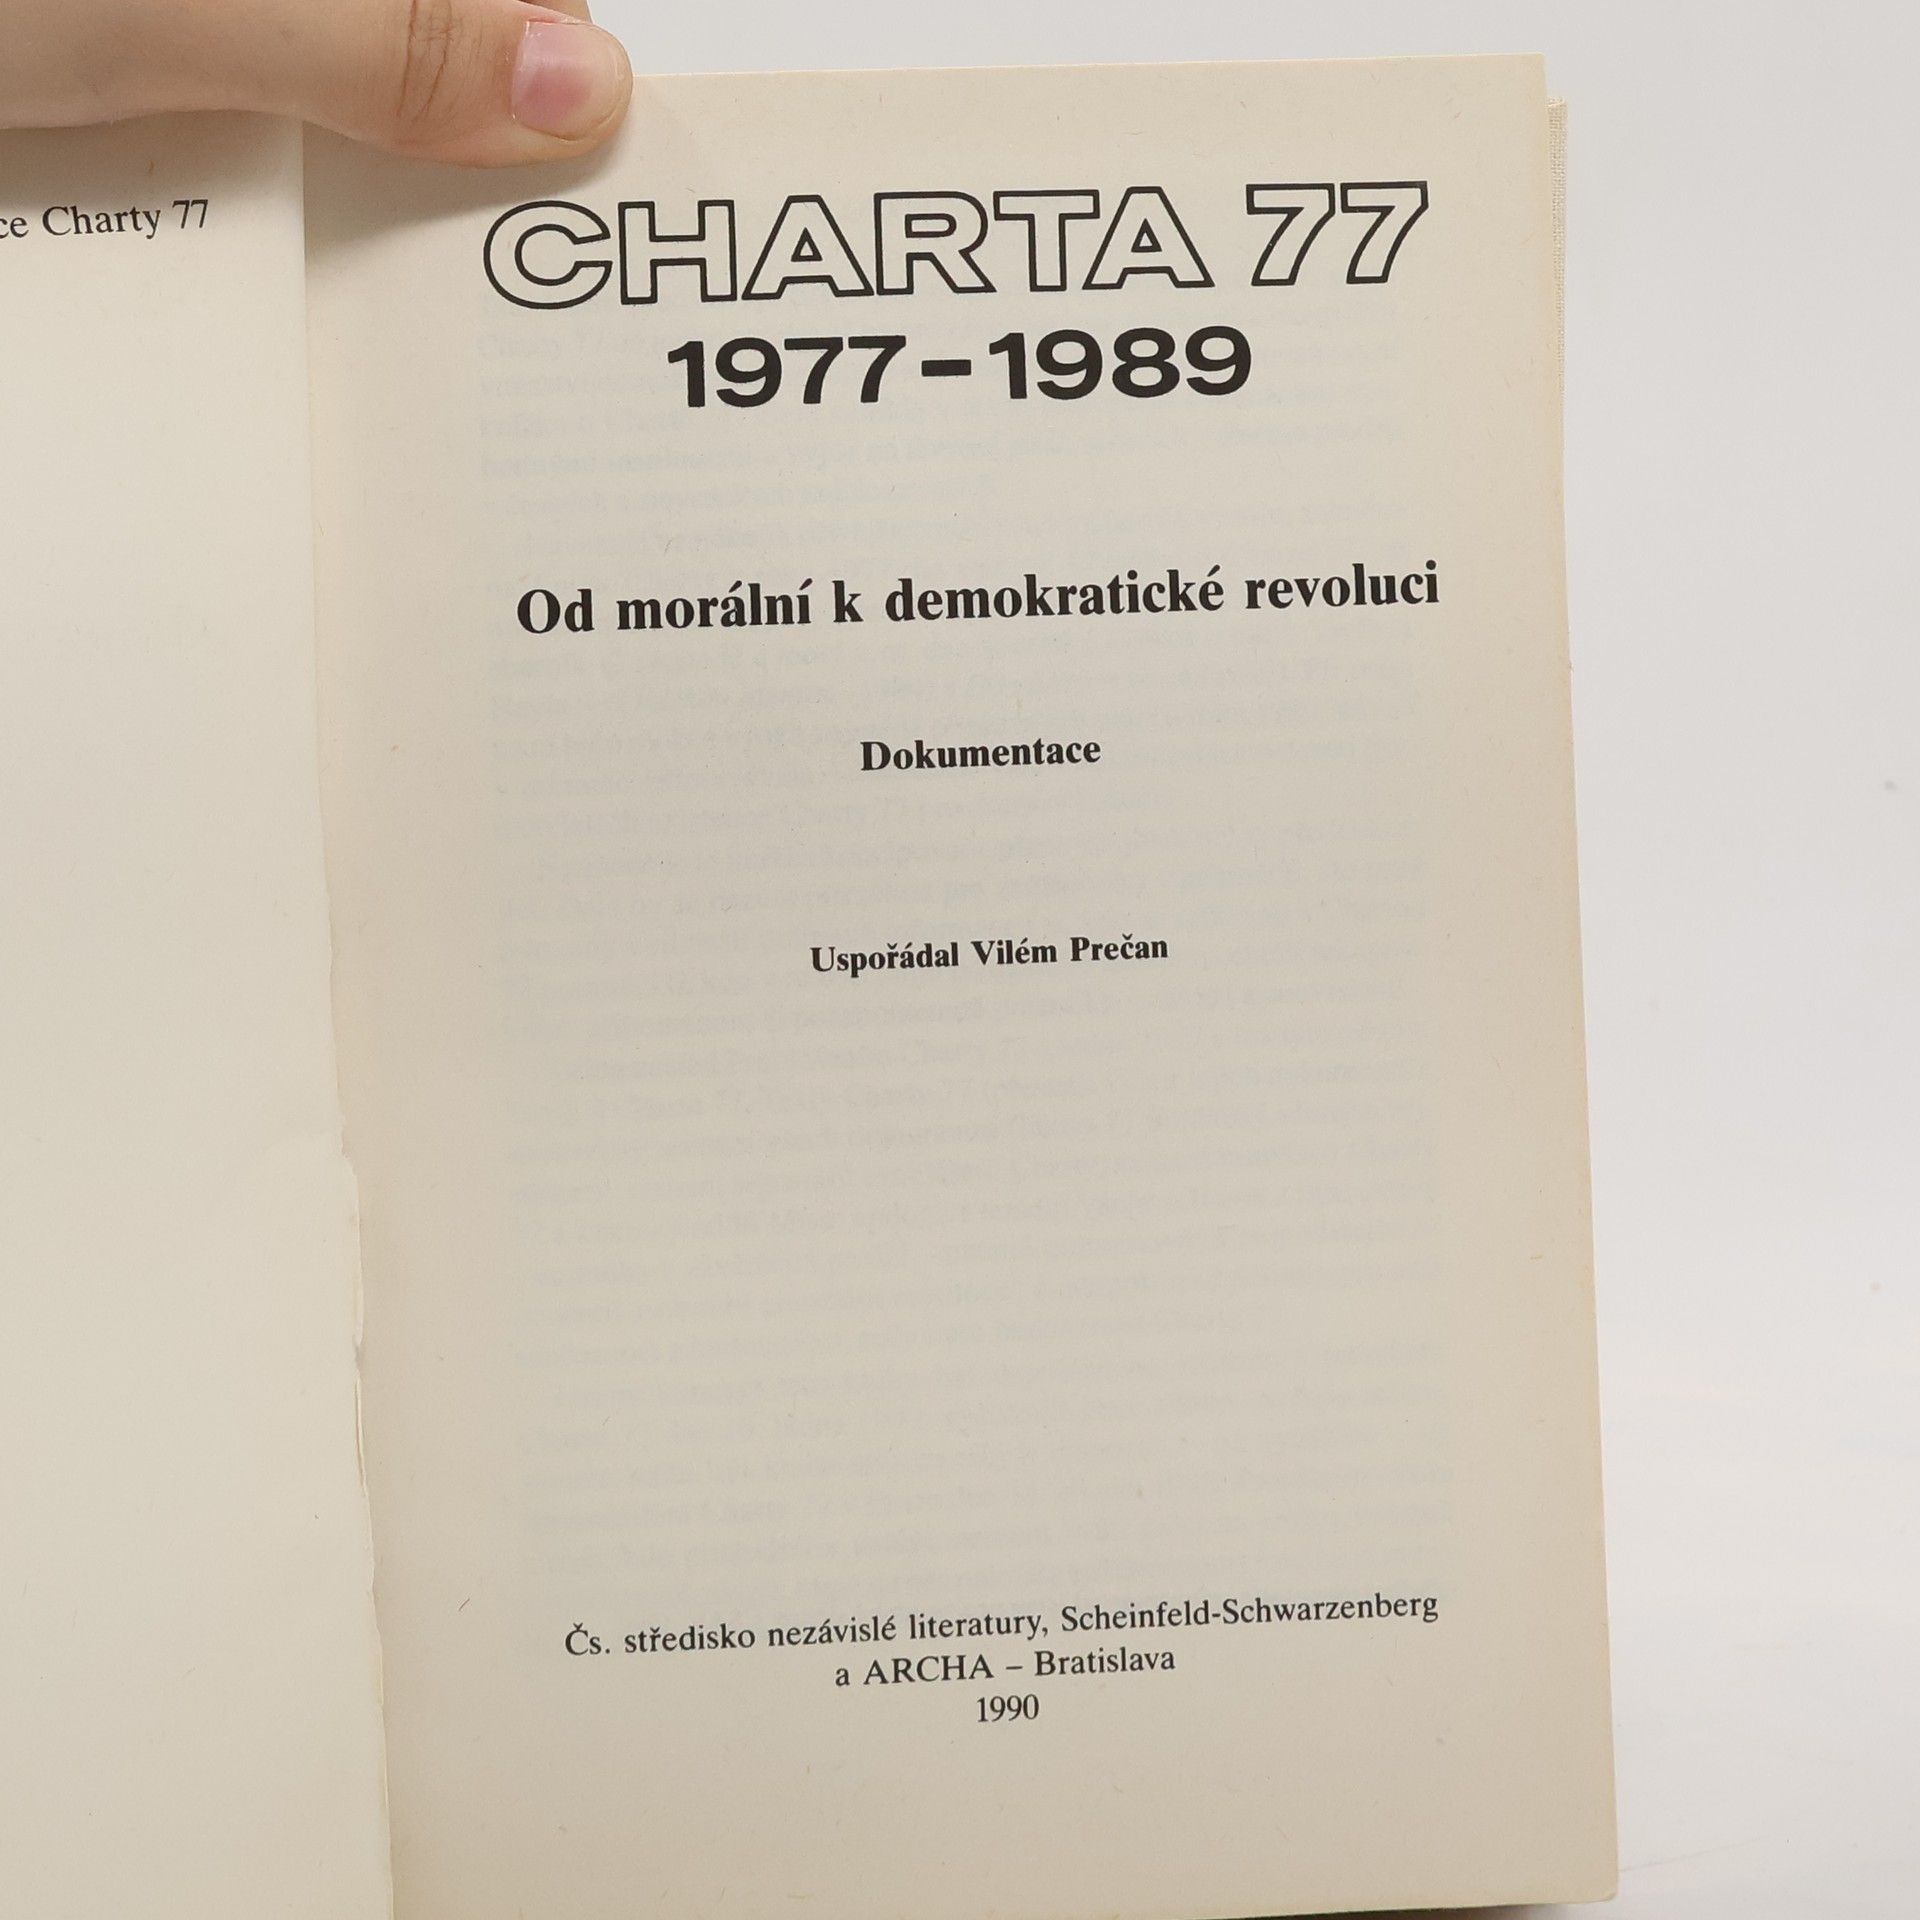 Charty 77
CHARTA 77
1977-1989
Od morální k demokratické revoluci
Dokumentace
Uspořádal Vilém Prečan
Čs. středisko nezávislé literatury, Scheinfeld-Schwarzenberg
a ARCHA – Bratislava
1990